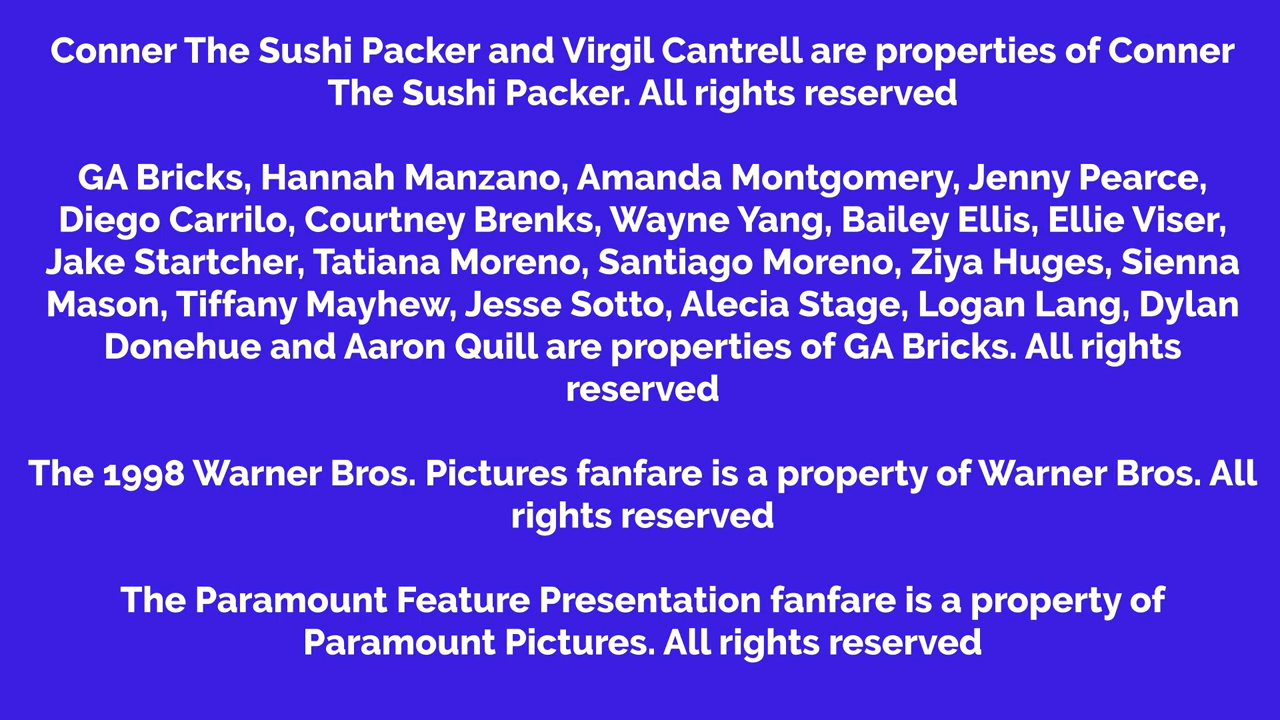 Conner The Sushi Packer and Virgil Cantrell are properties of Conner
The Sushi Packer. All rights reserved
GA Bricks, Hannah Manzano, Amanda Montgomery, Jenny Pearce,
Diego Carrilo, Courtney Brenks, Wayne Yang, Bailey Ellis, Ellie Viser,
Jake Startcher, Tatiana Moreno, Santiago Moreno, Ziya Huges, Sienna
Mason, Tiffany Mayhew, Jesse Sotto, Alecia Stage, Logan Lang, Dylan
Donehue and Aaron Quill are properties of GA Bricks. All rights
reserved
The 1998 Warner Bros. Pictures fanfare is a property of Warner Bros. All
rights reserved
The Paramount Feature Presentation fanfare is a property of
Paramount Pictures. All rights reserved